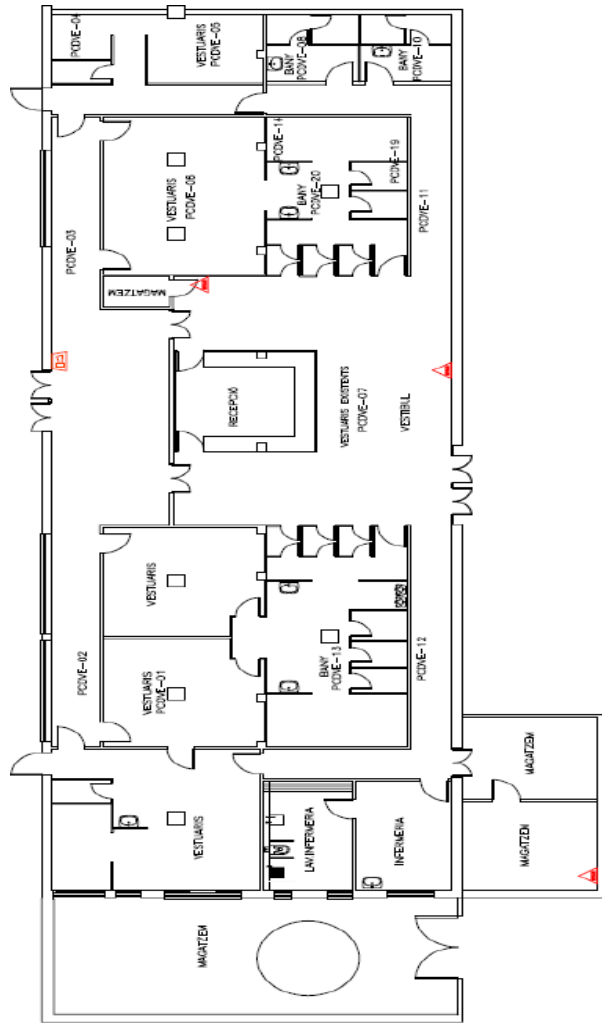 PCDVE-04
VESTUARIS
PCDVE-05
BANY
PCDVE-08
BANY
PCDVE-10
PCDVE-03
VESTUARIS
PCDVE-06
PCDVE-14
BANY
PCDVE-20
PCDVE-19
PCDVE-11
MAGATZEM
RECEPCIÓ
VESTUARIS EXISTENTS
PCDVE-07
VESTIBUL
VESTUARIS
PCDVE-02
VESTUARIS
PCDVE-01
BANY
PCDVE-13
PCDVE-12
VESTUARIS
LAV.INFERMERIA
INFERMERIA
MAGATZEM
MAGATZEM
MAGATZEM